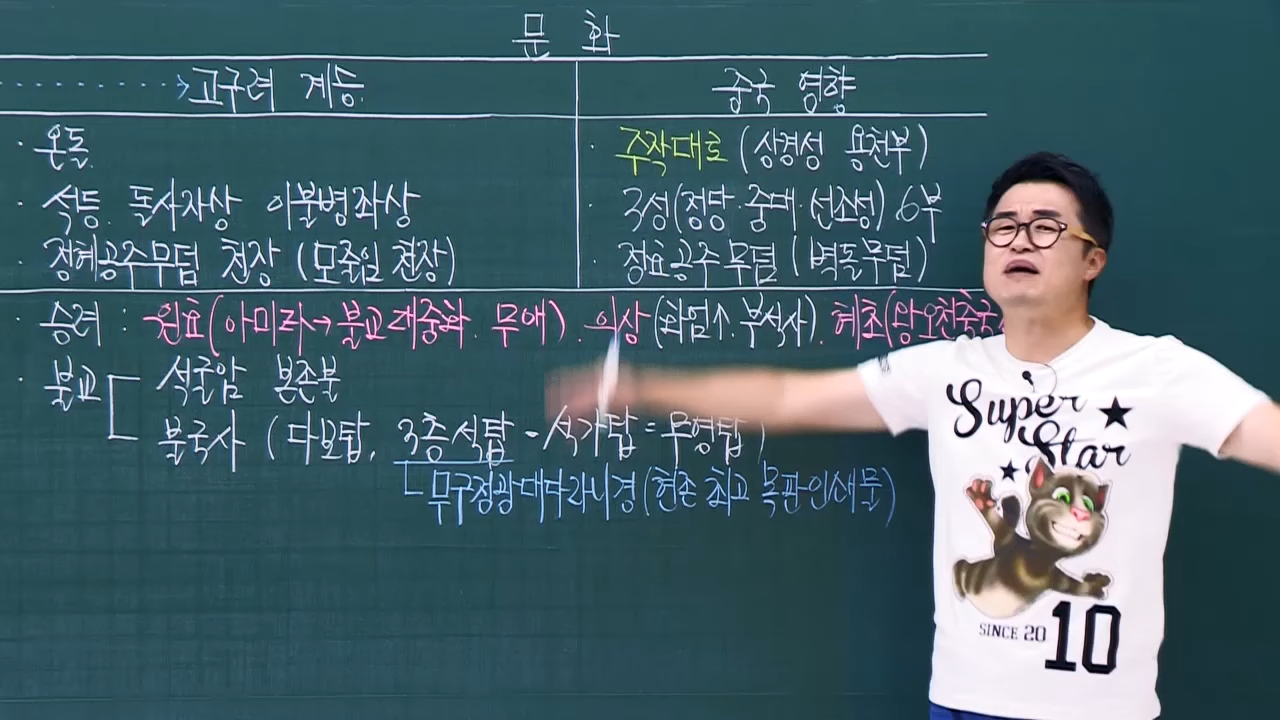 문 화
고구려 계통
중국 영향
· 온돌
· 주작대로 (상경성 용천부)
· 석등. 돌사자상 이불병좌상
· 3성(정당·중대·선조성) 6부
· 정혜공주무덤 천장 (모줄임 천장)
정효공주 무덤 (벽돌무덤)
· 승려 : 원효(아미타→불교 대중화. 무애). 의상(화엄↑. 부석사). 혜초(왕오천축국
· 불교 석굴암 본존불
불국사 (다보탑, 3층 석탑 - 석가탑 = 무영탑)
무구정광대다라니경 (현존 최고 목판 인쇄물)
Super
Star
SINCE 20
10